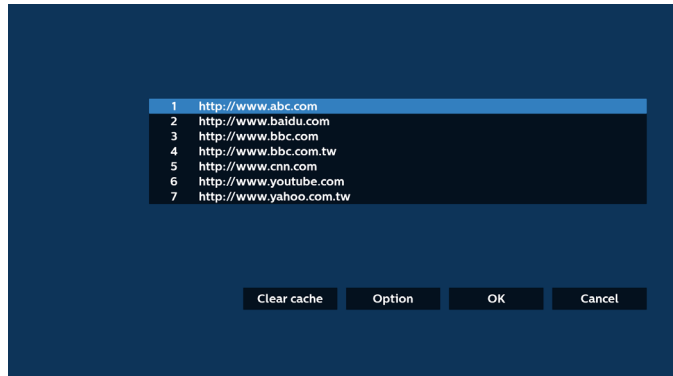 1 http://www.abc.com
2 http://www.baidu.com
3 http://www.bbc.com
4 http://www.bbc.com.tw
5 http://www.cnn.com
6 http://www.youtube.com
7 http://www.yahoo.com.tw
Clear cache Option OK Cancel